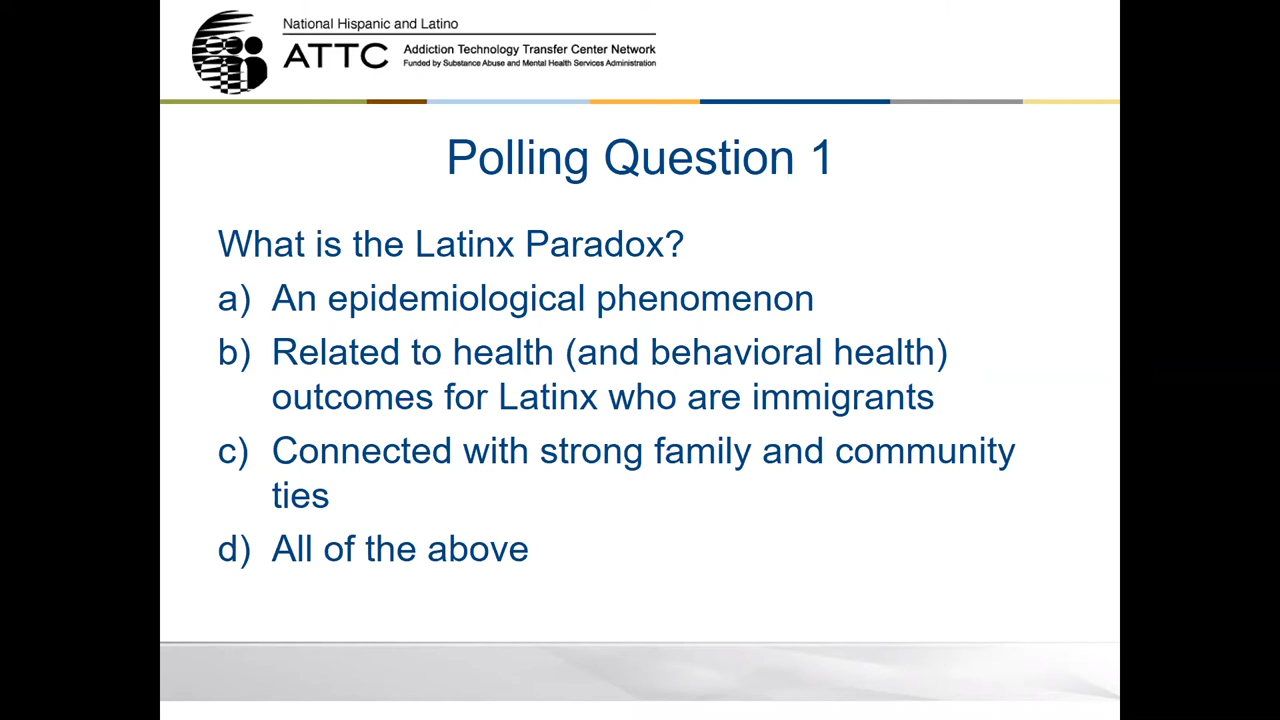 National Hispanic and Latino
ATTC
Addiction Technology Transfer Center Network
Funded by Substance Abuse and Mental Health Services Administration
Polling Question 1
What is the Latinx Paradox?
a) An epidemiological phenomenon
b) Related to health (and behavioral health)
outcomes for Latinx who are immigrants
c) Connected with strong family and community
ties
d) All of the above